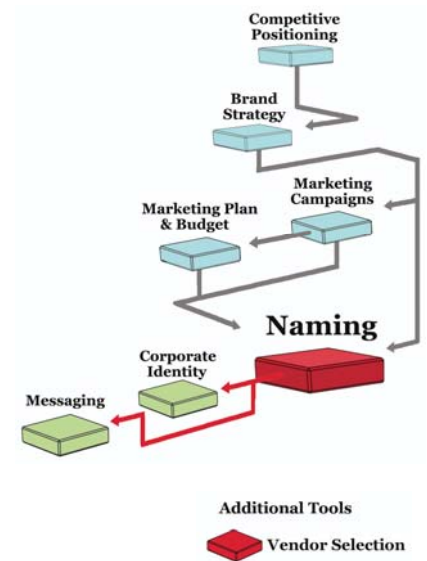 Competitive
Positioning
Brand
Strategy
Marketing
Campaigns
Marketing Plan
& Budget
Naming
Corporate
Identity
Messaging
Additional Tools
Vendor Selection